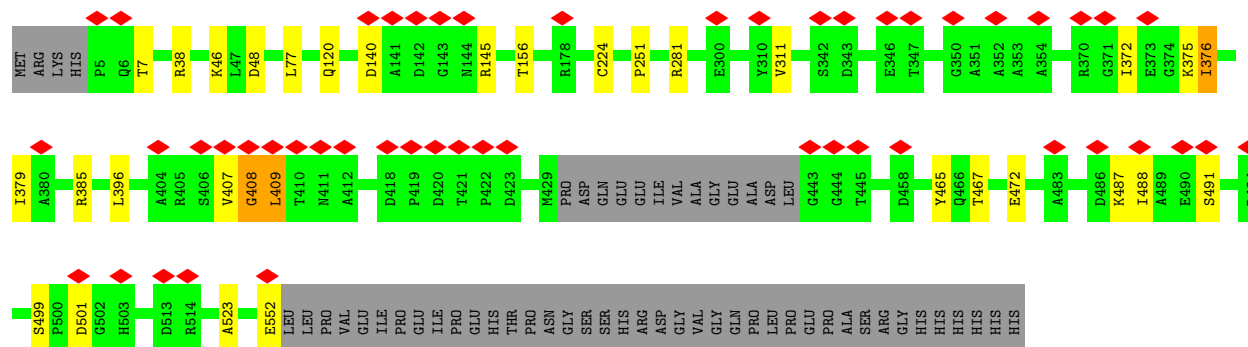 MET ARG LYS HIS P5 Q6 T7 R38 K46 L47 D48 L77 Q120 D140 A141 D142 G143 N144 R145 T156 R178 C224 P251 R281 E300 Y310 V311 S342 D343 E346 T347 G350 A351 A352 A353 A354 R370 G371 I372 E373 G374 K375 I376
I379 A380 R385 L396 A404 R405 S406 V407 G408 L409 T410 N411 A412 D418 P419 D420 T421 P422 D423 M429 PRO ASP GLN GLU GLU ILE VAL ALA GLY GLU ALA ASP LEU G443 G444 T445 D458 Y465 Q466 T467 E472 A483 D486 K487 I488 A489 E490 S491
S499 P500 D501 G502 H503 D513 R514 A523 E552 LEU LEU PRO VAL GLU ILE PRO GLU ILE PRO GLU HIS THR PRO ASN GLY SER SER HIS ARG ASP GLY VAL GLY GLN PRO LEU PRO GLU PRO ALA SER ARG GLY HIS HIS HIS HIS HIS HIS